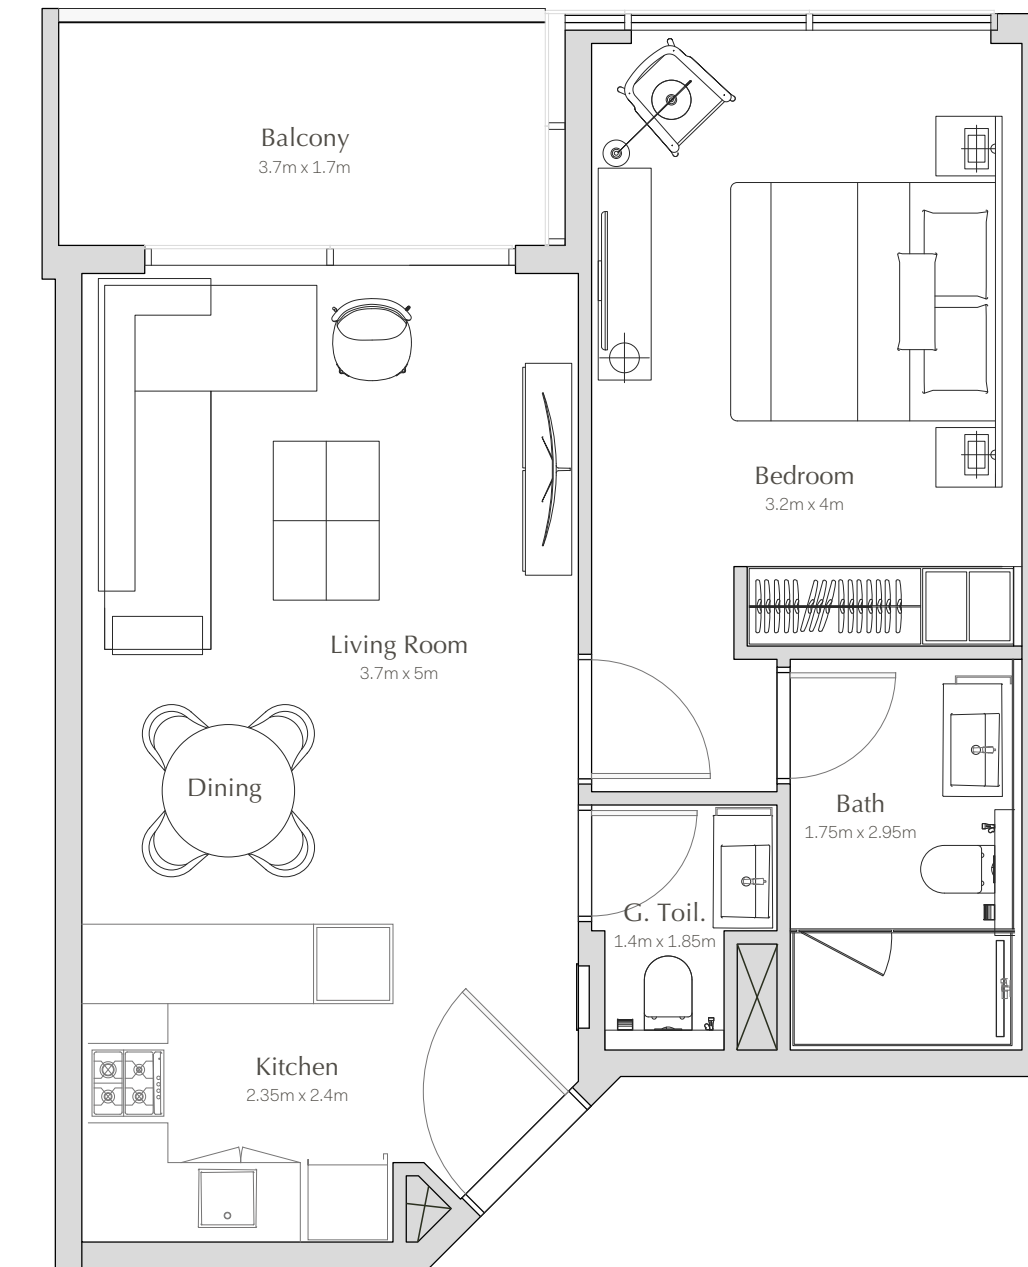 Balcony
3.7m x 1.7m
Bedroom
3.2m x 4m
Living Room
3.7m x 5m
Dining
Bath
1.75m x 2.95m
G. Toil.
1.4m x 1.85m
Kitchen
2.35m x 2.4m